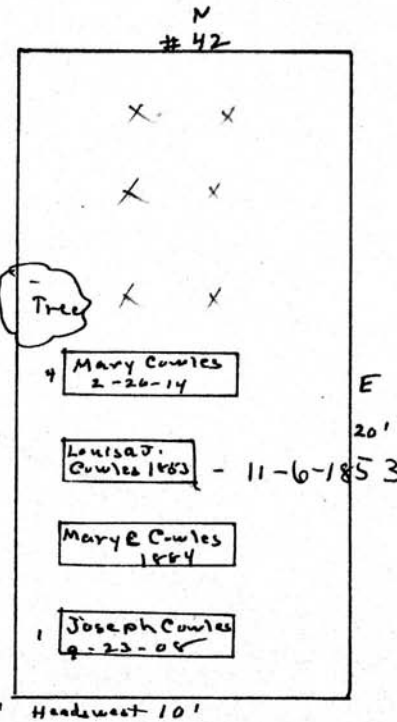 N
# 42
x x
x x
x x
Tree
4
Mary Cowles
2-26-14
E
20'
Louisa J.
Cowles 1853 - 11-6-1853
Mary E Cowles
1884
1
Joseph Cowles
9-23-08
Heads west 10'